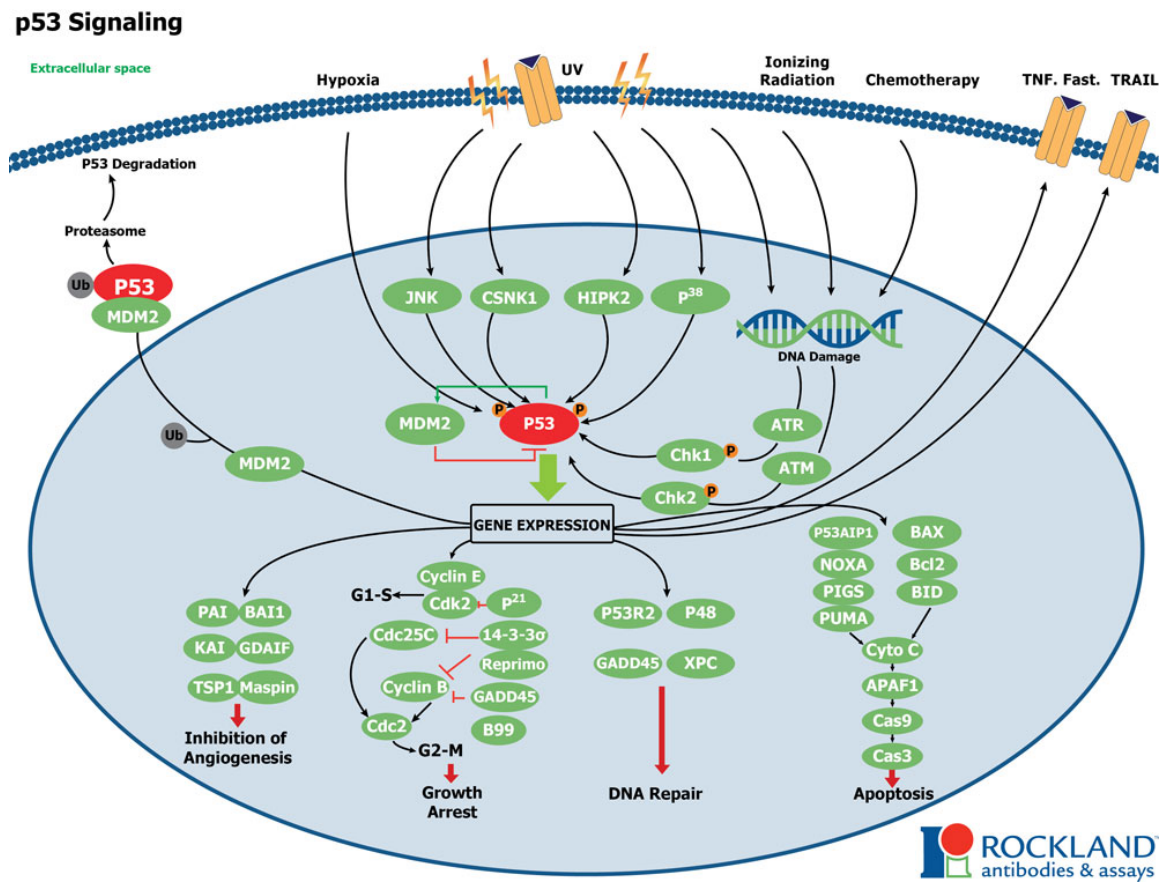 p53 Signaling
Extracellular space
Hypoxia
UV
Ionizing
Radiation
Chemotherapy
TNF. Fast.
TRAIL
P53 Degradation
Proteasome
Ub
P53
MDM2
JNK
CSNK1
HIPK2
P38
DNA Damage
P
P
MDM2
P53
ATR
Chk1
P
ATM
Chk2
P
Ub
MDM2
GENE EXPRESSION
P53AIP1
BAX
NOXA
Bcl2
PIGS
BID
PUMA
Cyto C
APAF1
Cas9
Cas3
Apoptosis
Cyclin E
G1-S
Cdk2
P21
Cdc25C
14-3-3σ
Reprimo
Cyclin B
GADD45
Cdc2
B99
G2-M
Growth
Arrest
PAI
BAI1
KAI
GDAIF
TSP1
Maspin
Inhibition of
Angiogenesis
P53R2
P48
GADD45
XPC
DNA Repair
ROCKLAND
antibodies & assays